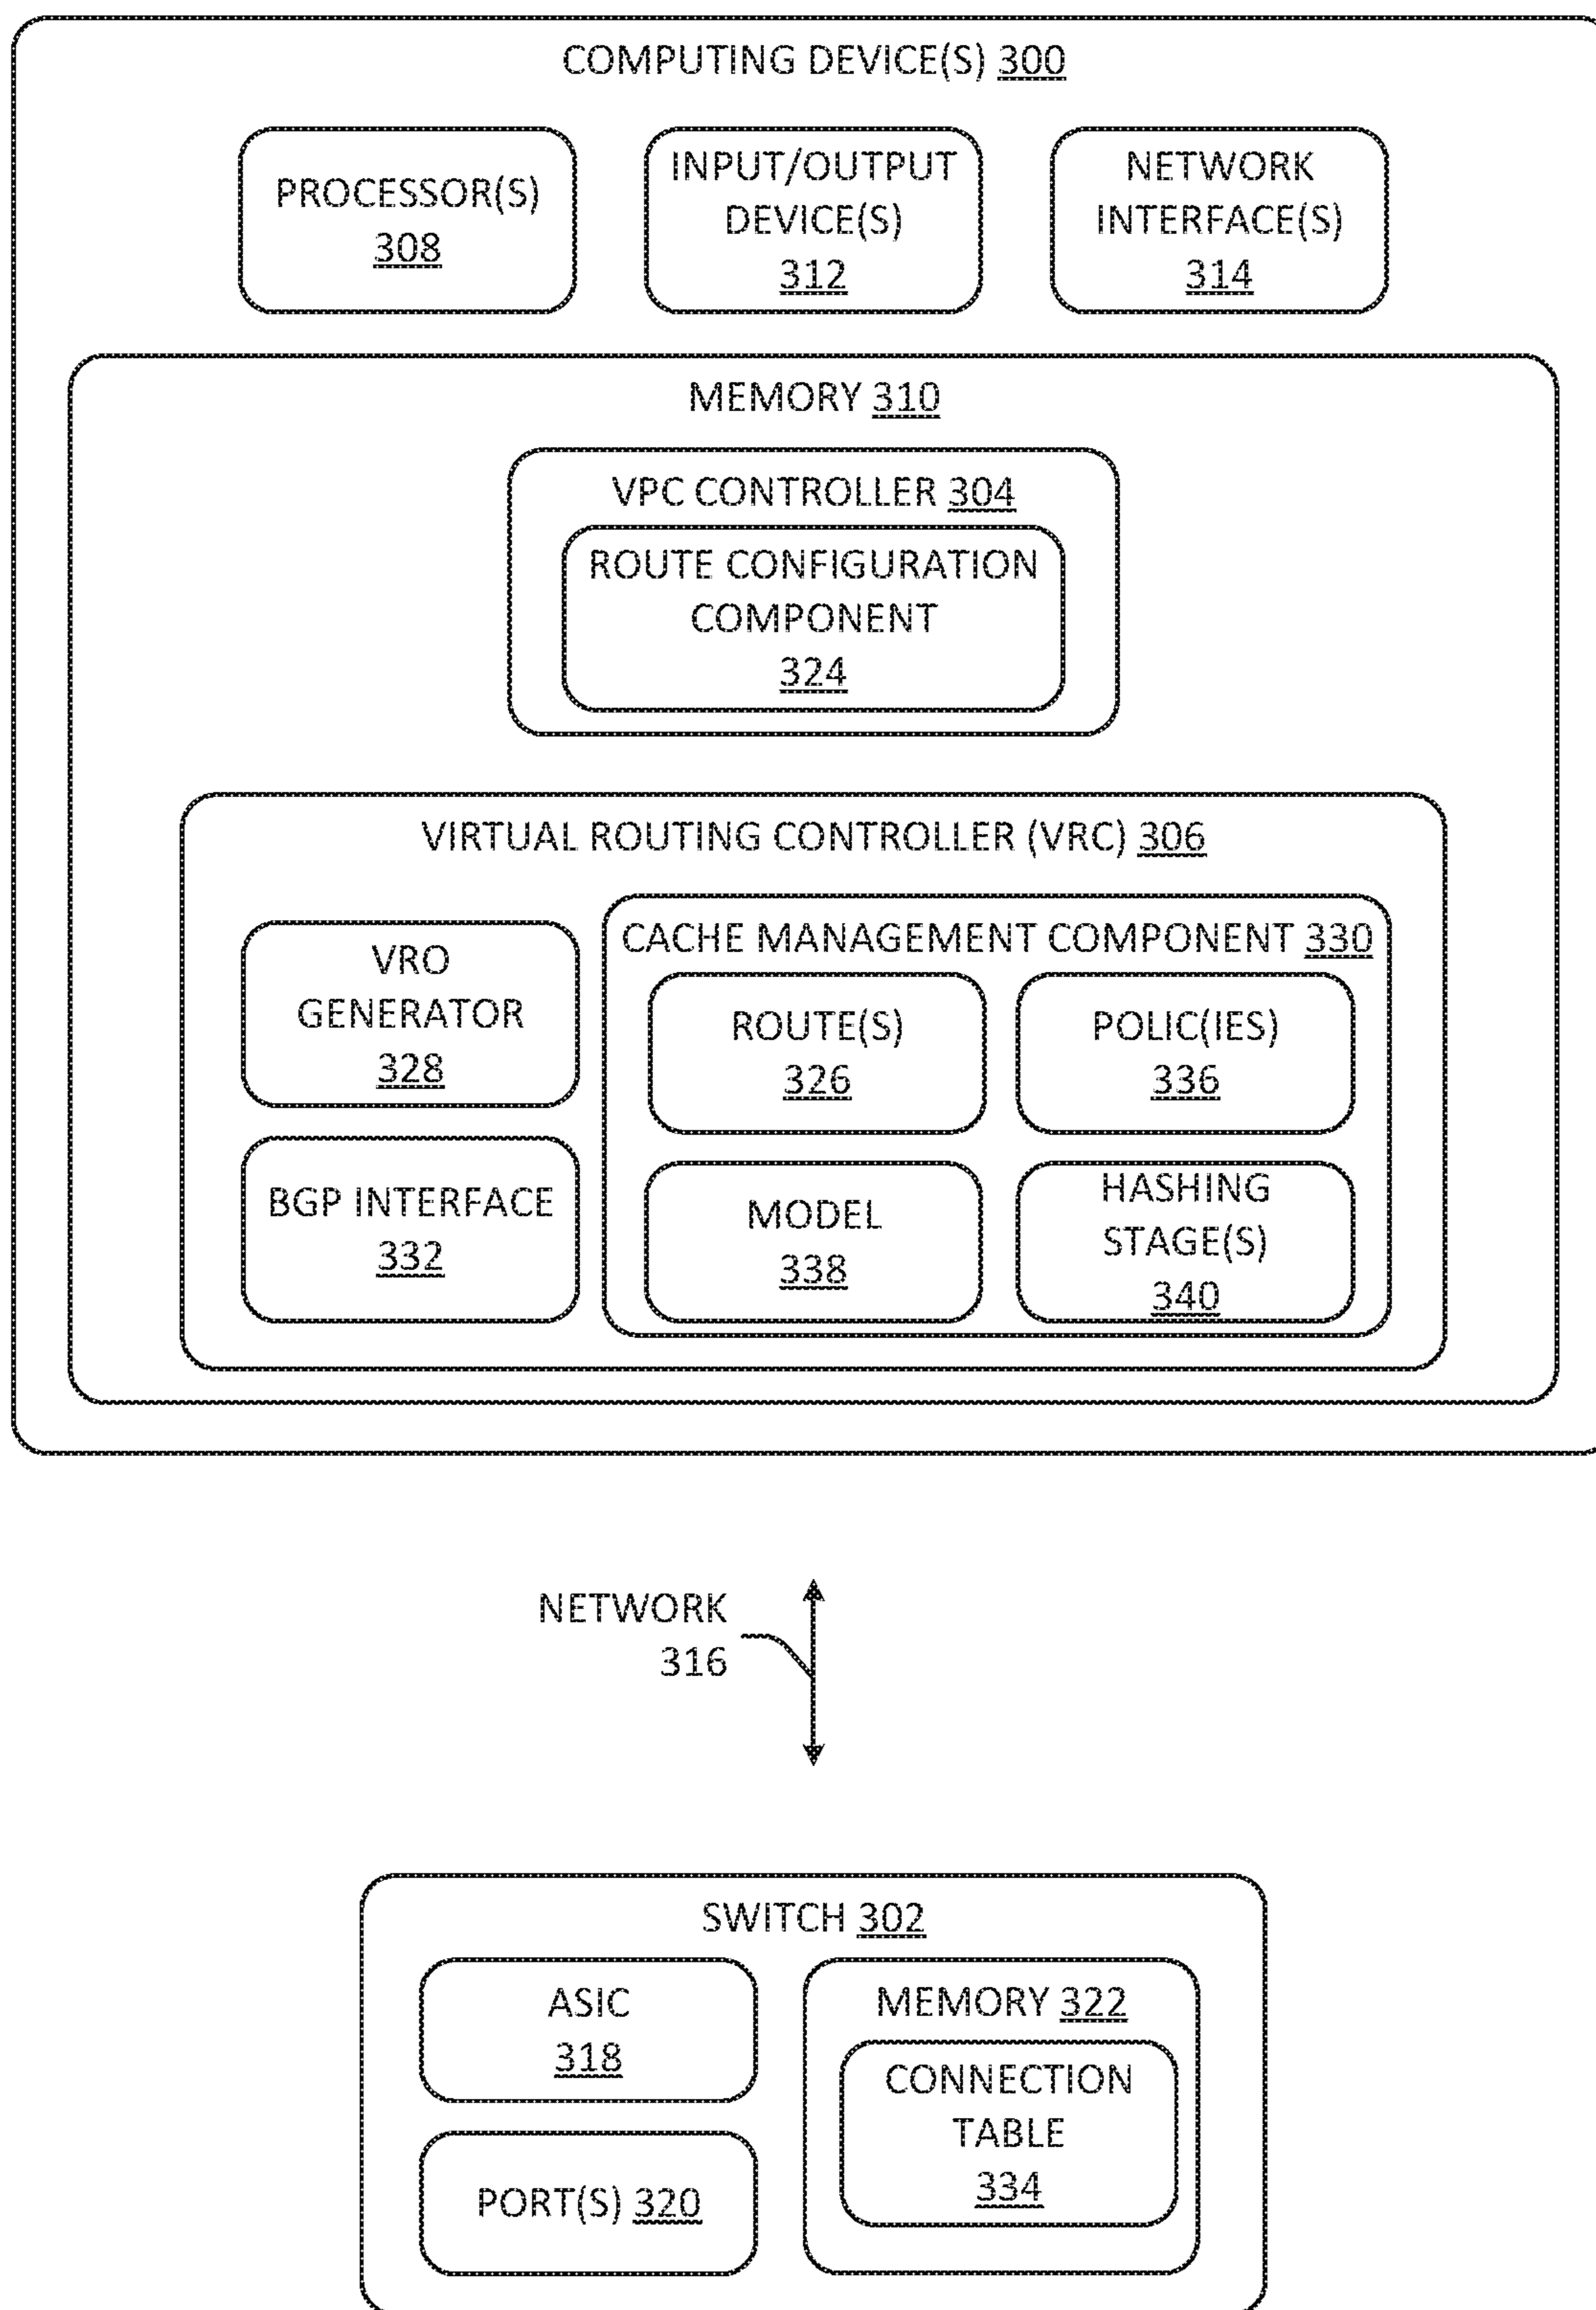 COMPUTING DEVICE(S) 300
PROCESSOR(S)
308
INPUT/OUTPUT
DEVICE(S)
312
NETWORK
INTERFACE(S)
314
MEMORY 310
VPC CONTROLLER 304
ROUTE CONFIGURATION
COMPONENT
324
VIRTUAL ROUTING CONTROLLER (VRC) 306
VRO
GENERATOR
328
BGP INTERFACE
332
CACHE MANAGEMENT COMPONENT 330
ROUTE(S)
326
POLIC(IES)
336
MODEL
338
HASHING
STAGE(S)
340
NETWORK
316
SWITCH 302
ASIC
318
PORT(S) 320
MEMORY 322
CONNECTION
TABLE
334